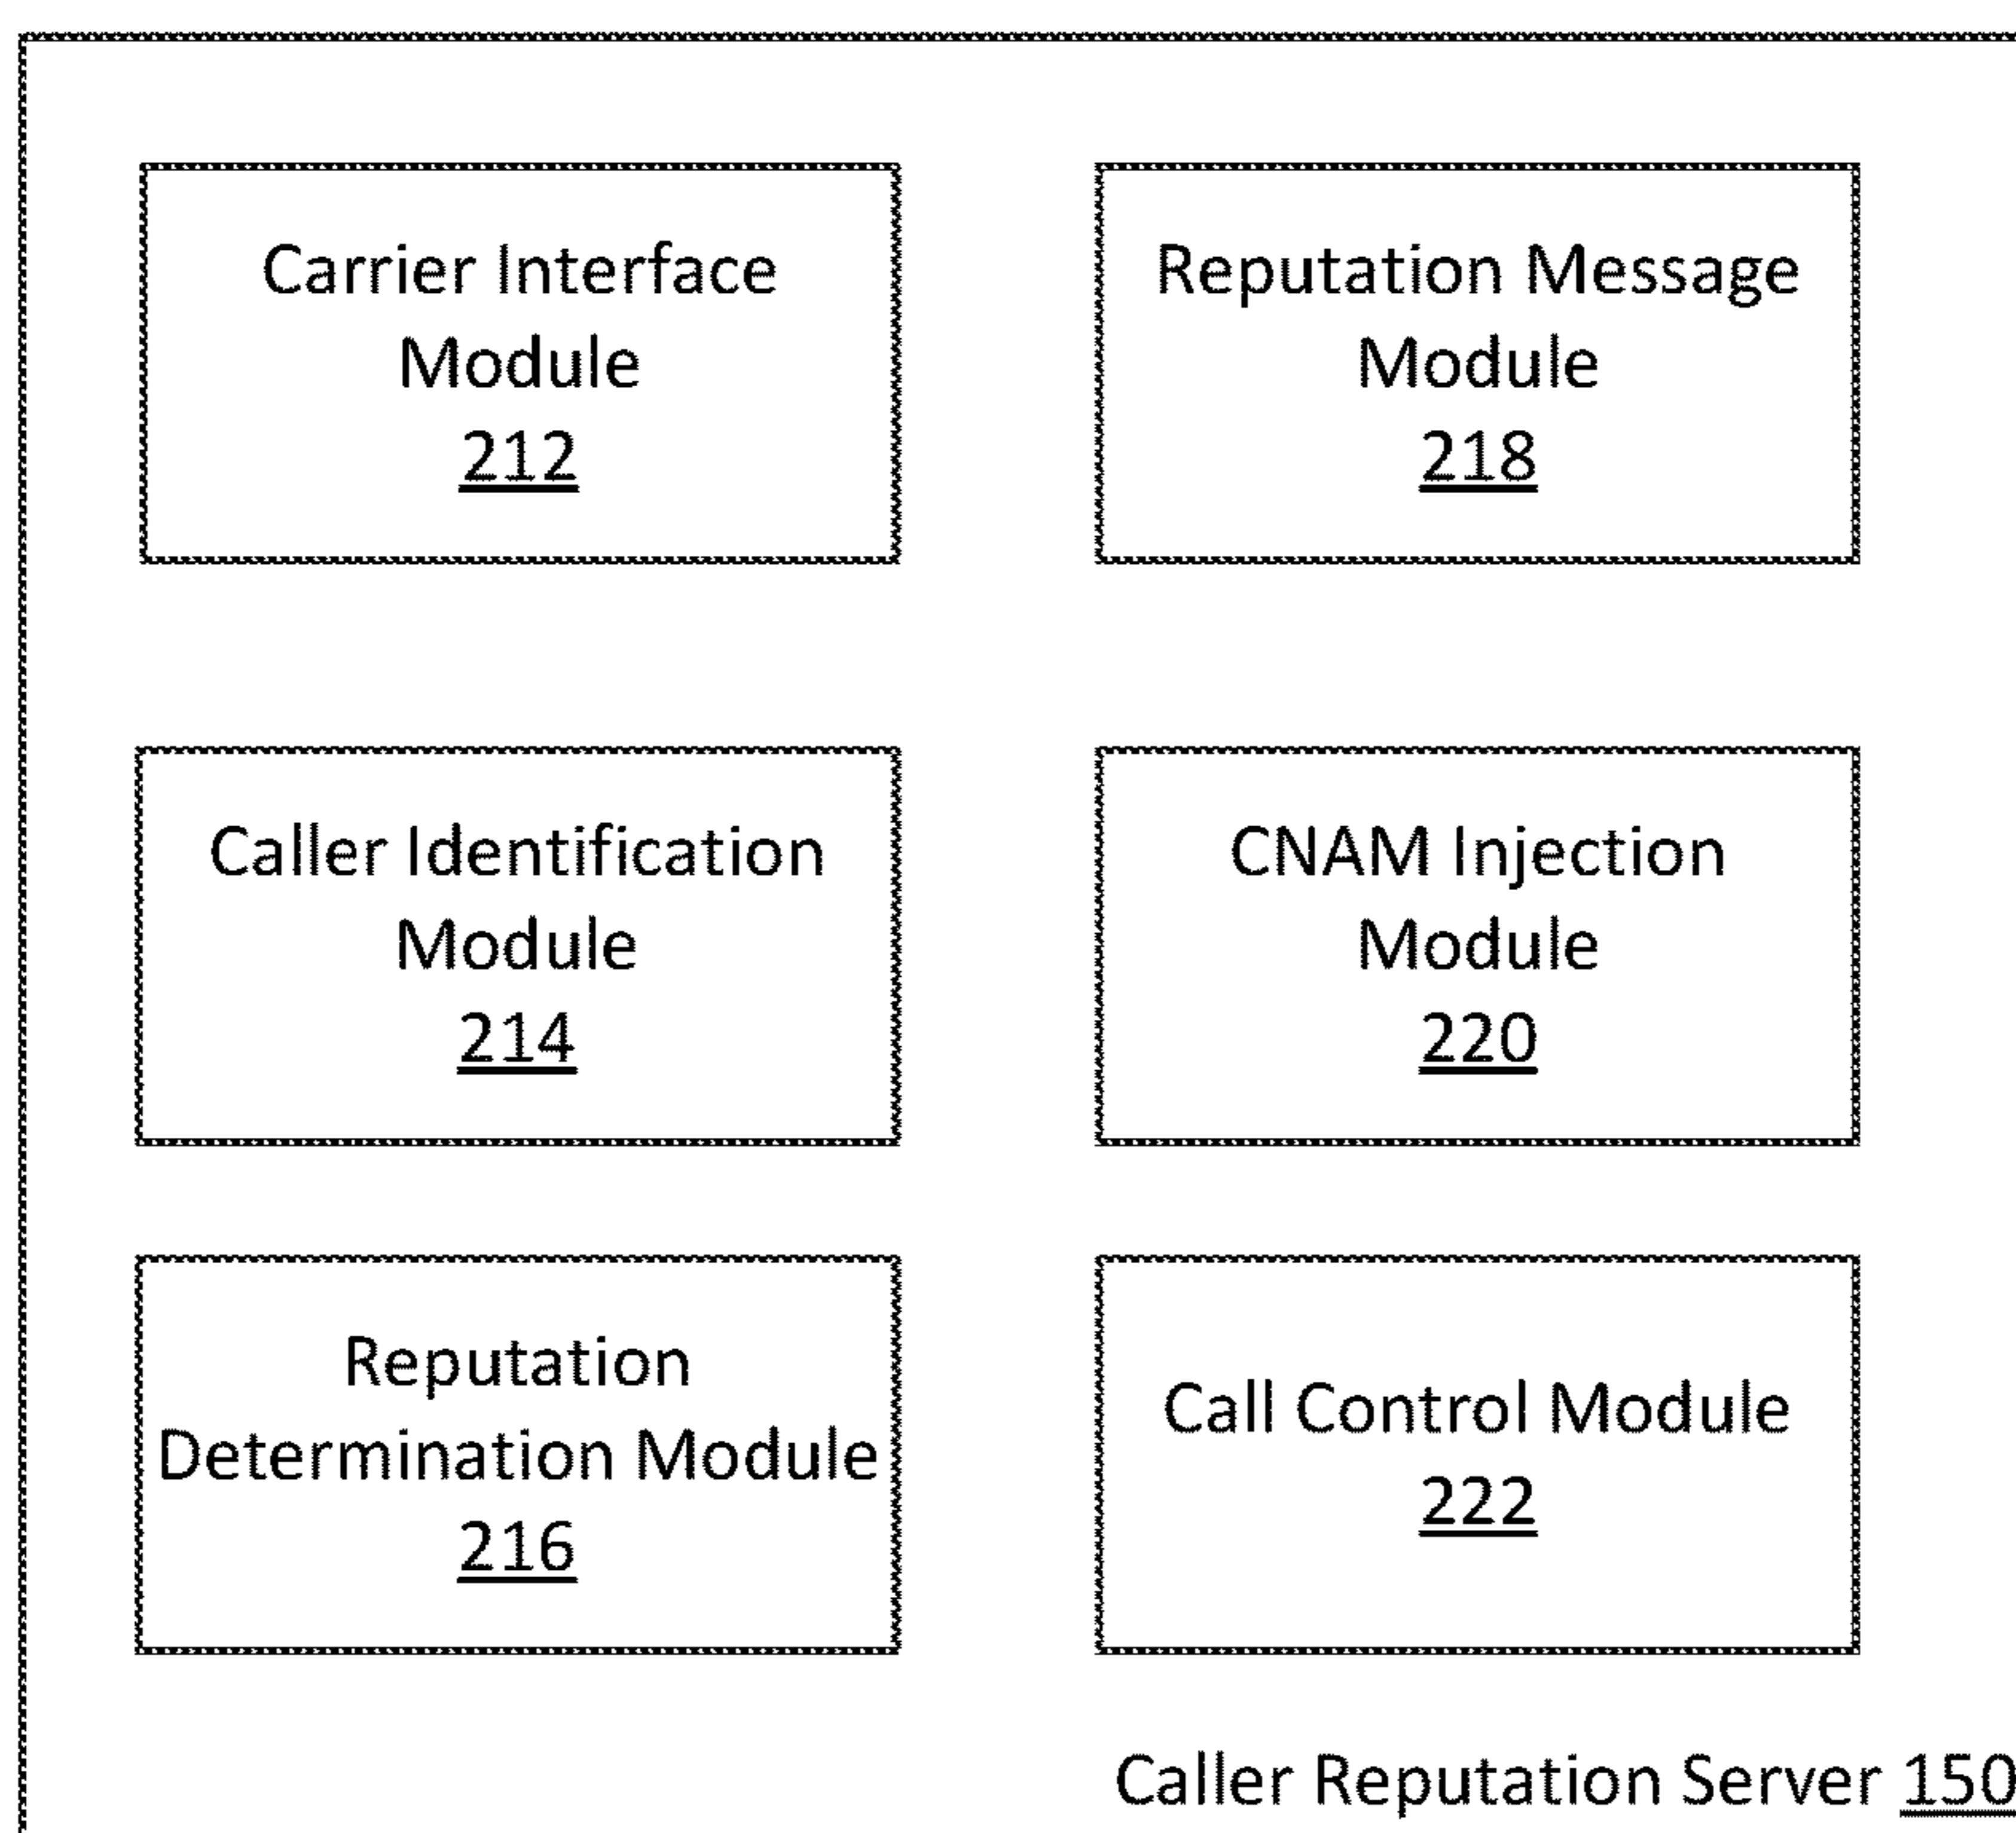 Carrier Interface
Module
212
Reputation Message
Module
218
Caller Identification
Module
214
CNAM Injection
Module
220
Reputation
Determination Module
216
Call Control Module
222
Caller Reputation Server 150